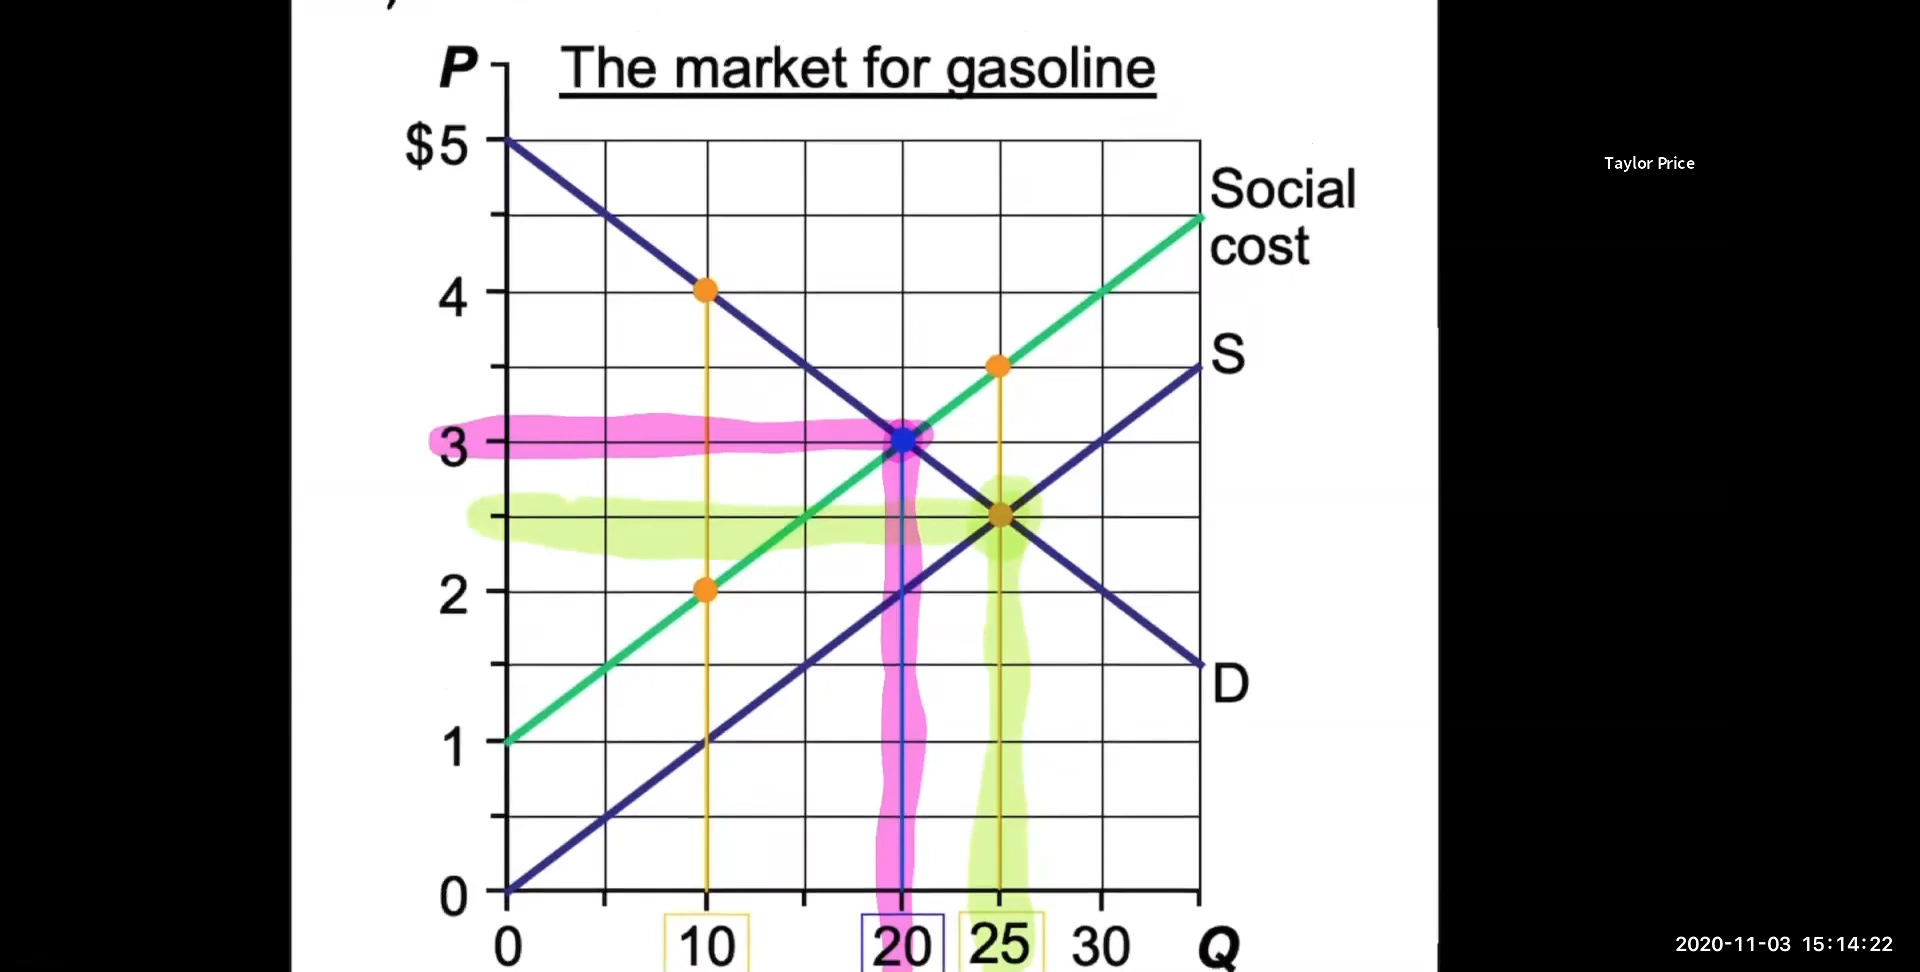 P
The market for gasoline
$5
Social
cost
4
S
3
2
D
1
0
0 10 20 25 30 Q
Taylor Price
2020-11-03 15:14:22